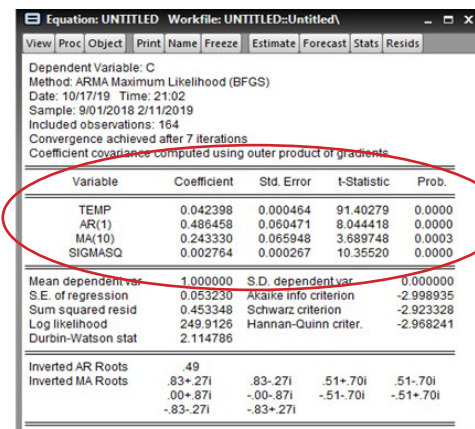 Equation: UNTITLED Workfile: UNTITLED::Untitled\
View Proc Object Print Name Freeze Estimate Forecast Stats Resids
Dependent Variable: C
Method: ARMA Maximum Likelihood (BFGS)
Date: 10/17/19 Time: 21:02
Sample: 9/01/2018 2/11/2019
Included observations: 164
Convergence achieved after 7 iterations
Coefficient covariance computed using outer product of gradients
Variable Coefficient Std. Error t-Statistic Prob.
TEMP 0.042398 0.000464 91.40279 0.0000
AR(1) 0.486458 0.060471 8.044418 0.0000
MA(10) 0.243330 0.065948 3.689748 0.0003
SIGMASQ 0.002764 0.000267 10.35520 0.0000
Mean dependent var 1.000000 S.D. dependent var 0.000000
S.E. of regression 0.053230 Akaike info criterion -2.998935
Sum squared resid 0.453348 Schwarz criterion -2.923328
Log likelihood 249.9126 Hannan-Quinn criter. -2.968241
Durbin-Watson stat 2.114786
Inverted AR Roots .49
Inverted MA Roots .83+.27i .83-.27i .51+.70i .51-.70i
.00+.87i -.00-.87i -.51-.70i -.51+.70i
-.83-.27i -.83+.27i